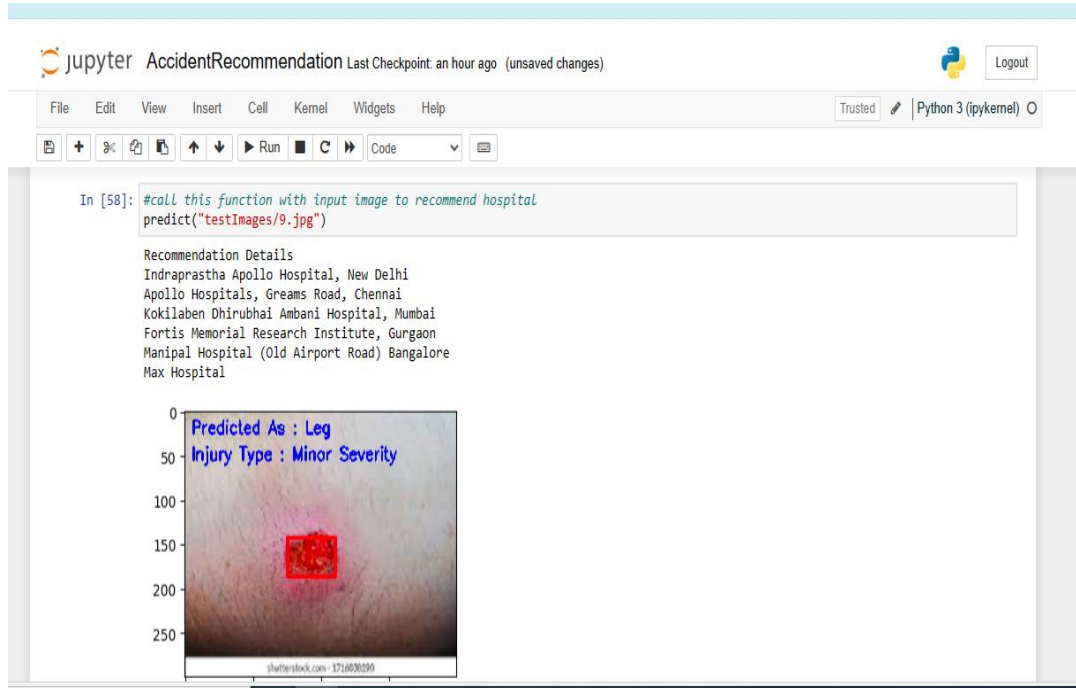 jupyter AccidentRecommendation Last Checkpoint: an hour ago (unsaved changes)
Logout
File Edit View Insert Cell Kernel Widgets Help
Trusted Python 3 (ipykernel)
Run Code
In [58]: #call this function with input image to recommend hospital
predict("testImages/9.jpg")
Recommendation Details
Indraprastha Apollo Hospital, New Delhi
Apollo Hospitals, Greams Road, Chennai
Kokilaben Dhirubhai Ambani Hospital, Mumbai
Fortis Memorial Research Institute, Gurgaon
Manipal Hospital (Old Airport Road) Bangalore
Max Hospital
0
Predicted As : Leg
50
Injury Type : Minor Severity
100
150
200
250
shutterstock.com · 1716030290